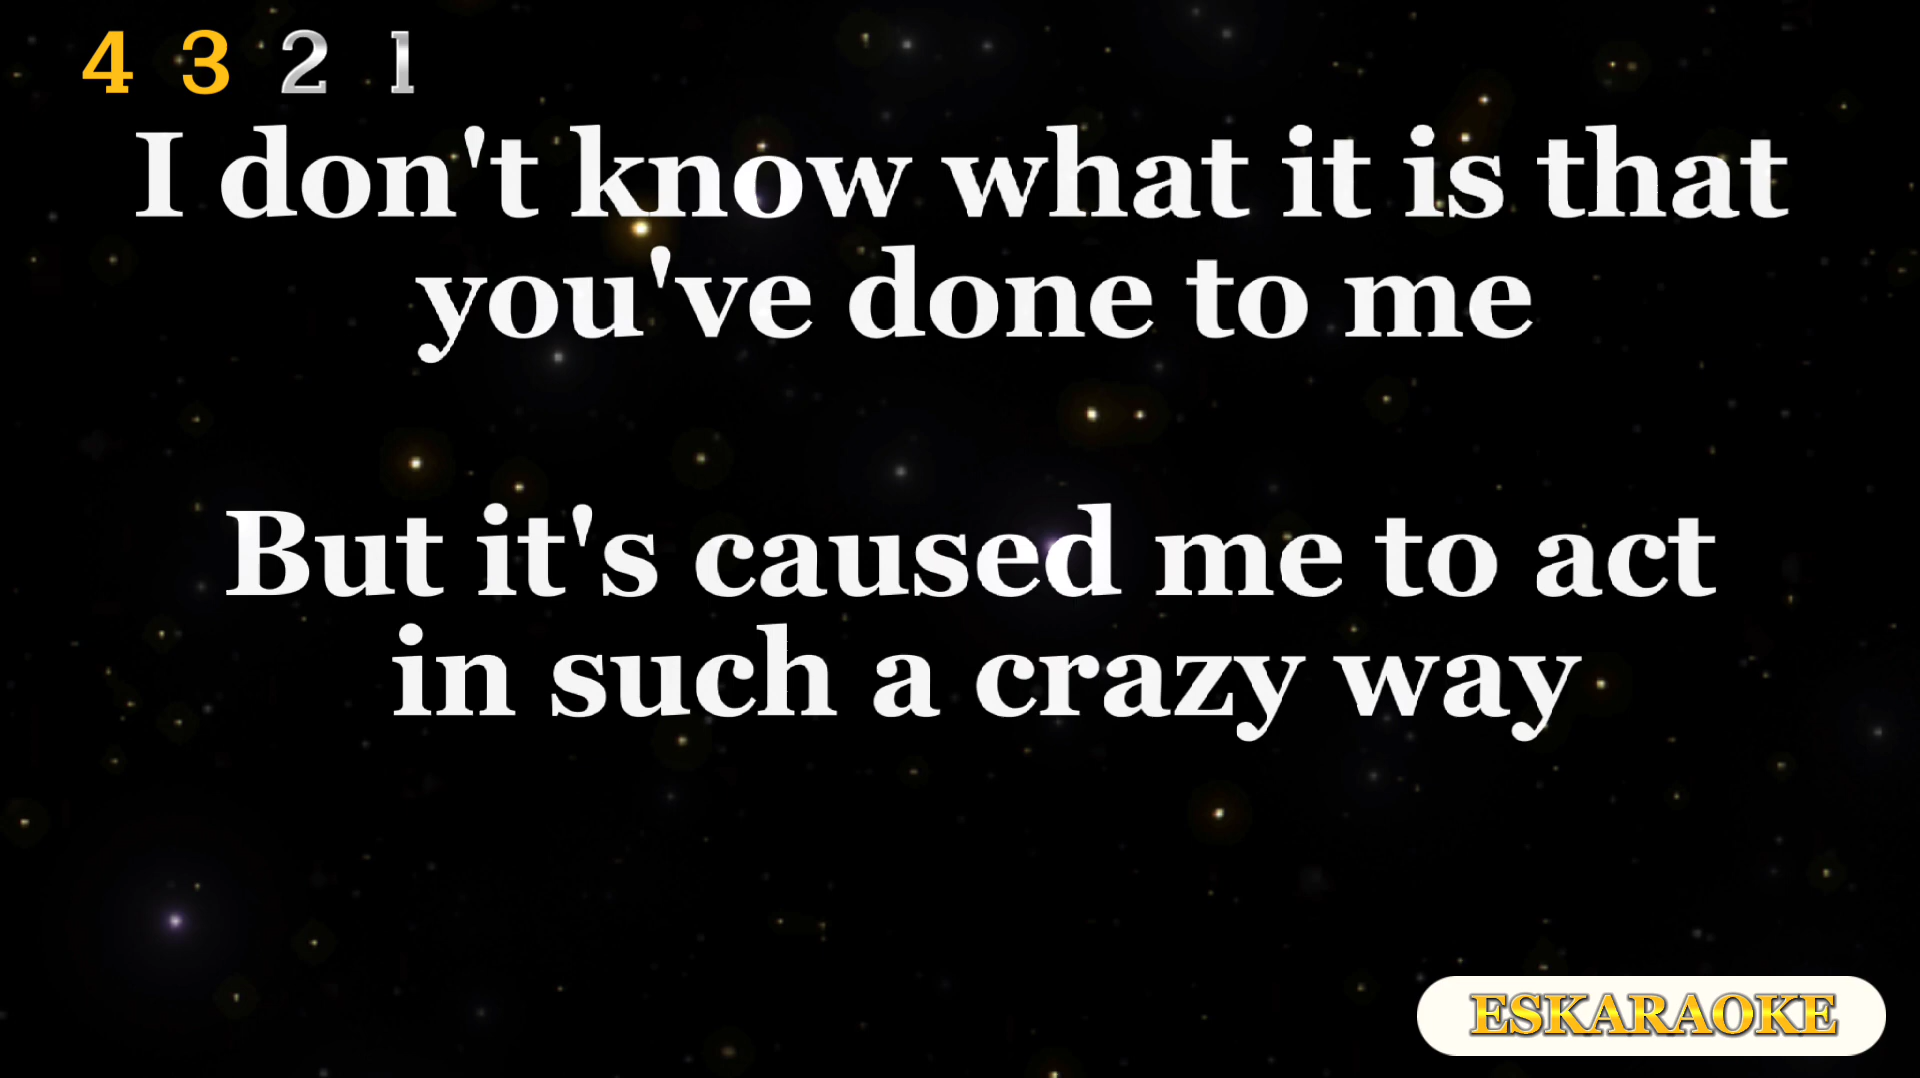 4 3 2 1
I don't know what it is that
you've done to me
But it's caused me to act
in such a crazy way
ESKARAOKE